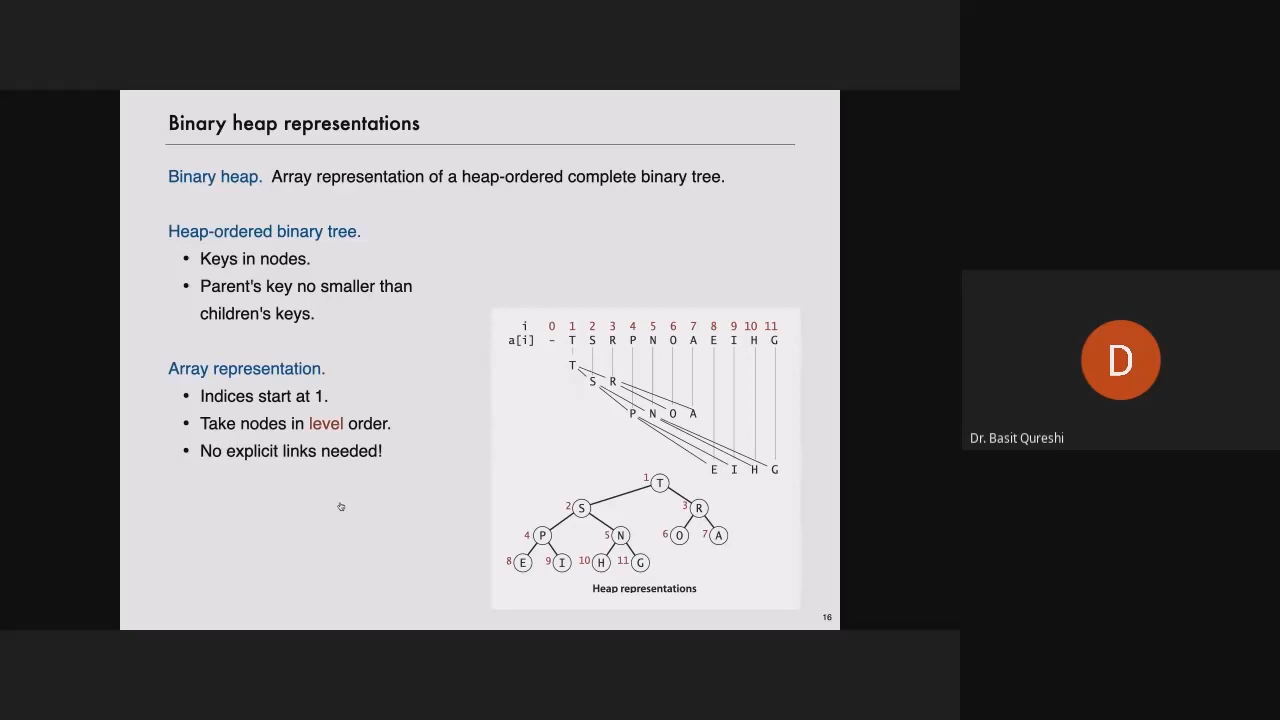 Binary heap representations
Binary heap. Array representation of a heap-ordered complete binary tree.
Heap-ordered binary tree.
• Keys in nodes.
• Parent's key no smaller than
children's keys.
Array representation.
• Indices start at 1.
• Take nodes in level order.
• No explicit links needed!
i 0 1 2 3 4 5 6 7 8 9 10 11
a[i] - T S R P N O A E I H G
T
S R
P N O A
E I H G
1 T
2 S 3 R
4 P 5 N 6 O 7 A
8 E 9 I 10 H 11 G
Heap representations
16
D
Dr. Basit Qureshi